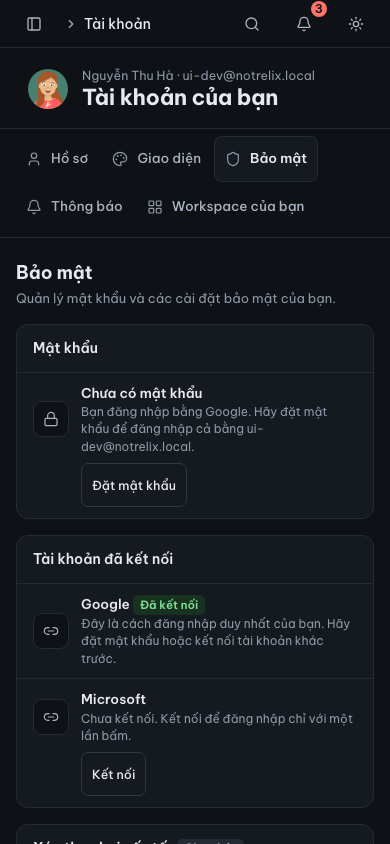 Tài khoản
3
Nguyễn Thu Hà · ui-dev@notrelix.local
Tài khoản của bạn
Hồ sơ
Giao diện
Bảo mật
Thông báo
Workspace của bạn
Bảo mật
Quản lý mật khẩu và các cài đặt bảo mật của bạn.
Mật khẩu
Chưa có mật khẩu
Bạn đăng nhập bằng Google. Hãy đặt mật
khẩu để đăng nhập cả bằng ui-
dev@notrelix.local.
Đặt mật khẩu
Tài khoản đã kết nối
Google Đã kết nối
Đây là cách đăng nhập duy nhất của bạn. Hãy
đặt mật khẩu hoặc kết nối tài khoản khác
trước.
Microsoft
Chưa kết nối. Kết nối để đăng nhập chỉ với một
lần bấm.
Kết nối